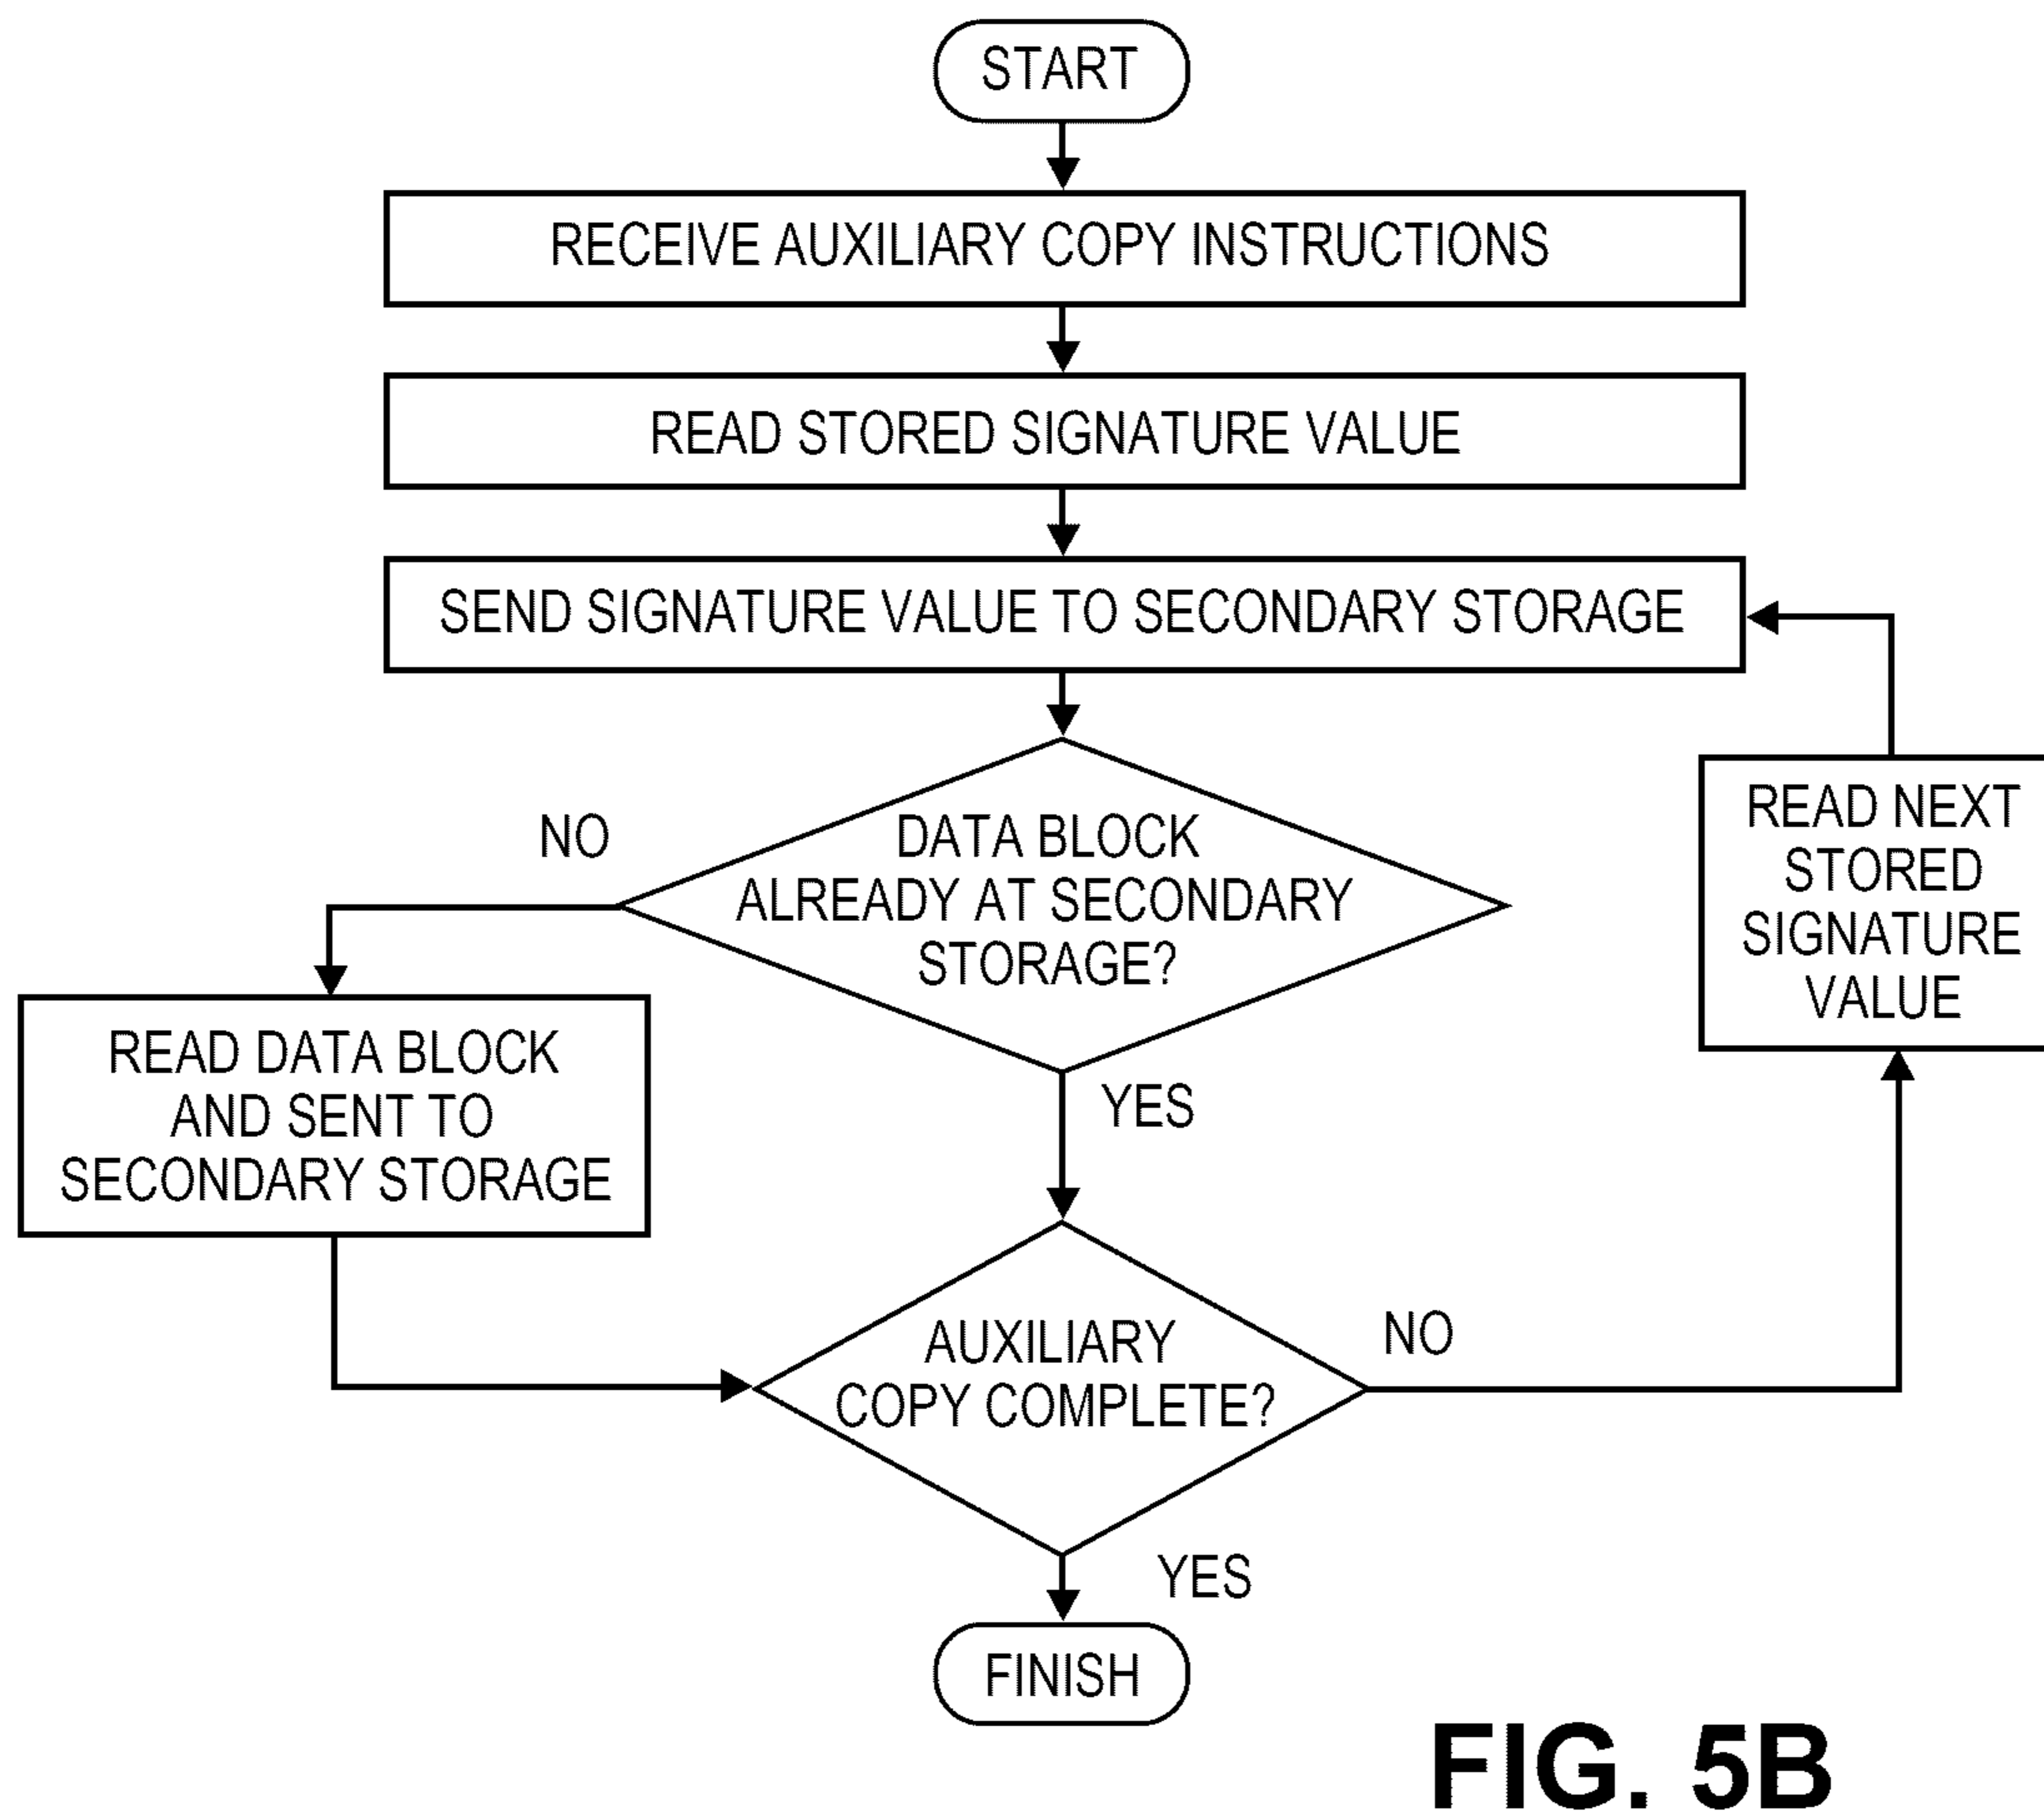 START
RECEIVE AUXILIARY COPY INSTRUCTIONS
READ STORED SIGNATURE VALUE
SEND SIGNATURE VALUE TO SECONDARY STORAGE
NO
DATA BLOCK
ALREADY AT SECONDARY
STORAGE?
READ NEXT
STORED
SIGNATURE
VALUE
READ DATA BLOCK
AND SENT TO
SECONDARY STORAGE
YES
AUXILIARY
COPY COMPLETE?
NO
YES
FINISH
FIG. 5B